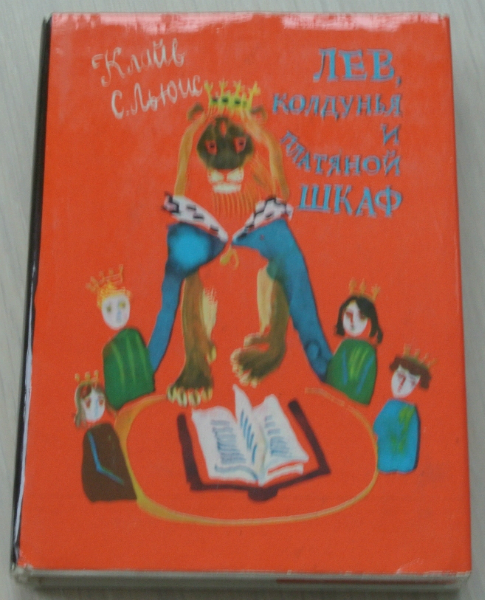 Клайв
С. Льюис
ЛЕВ,
КОЛДУНЬЯ
И
ПЛАТЯНОЙ
ШКАФ